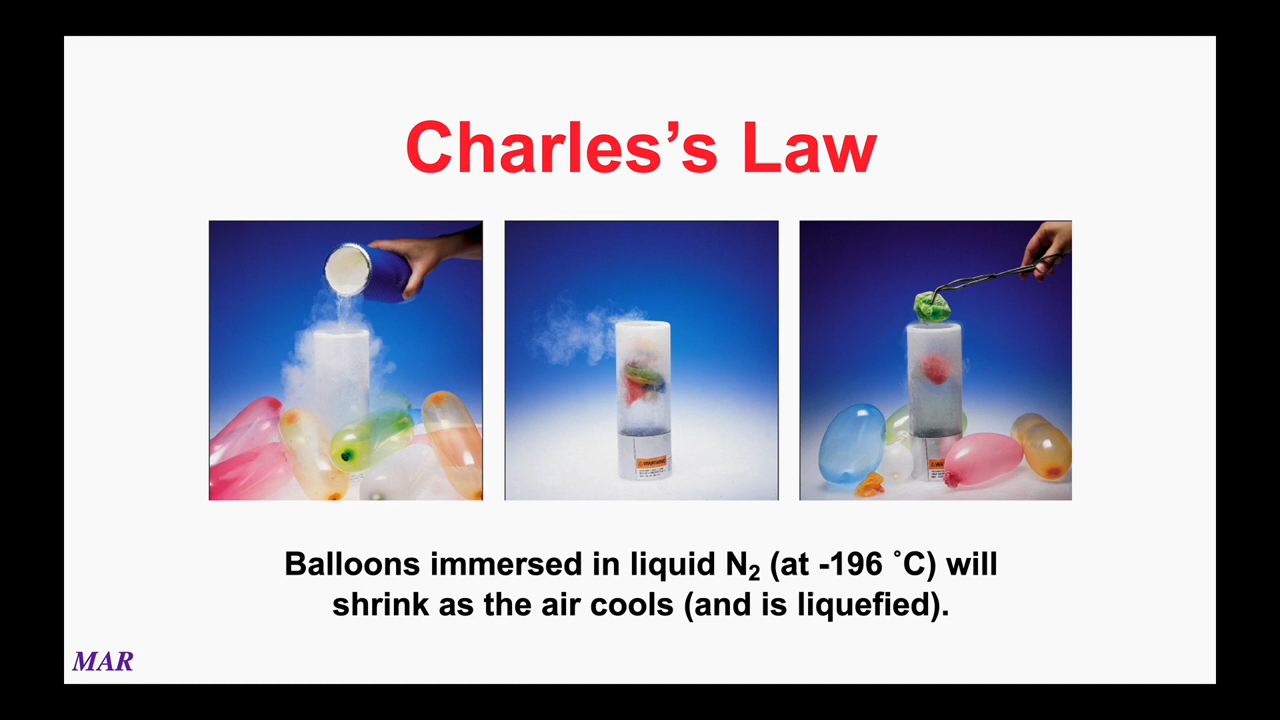 Charles’s Law
Balloons immersed in liquid N₂ (at -196 ˚C) will
shrink as the air cools (and is liquefied).
MAR